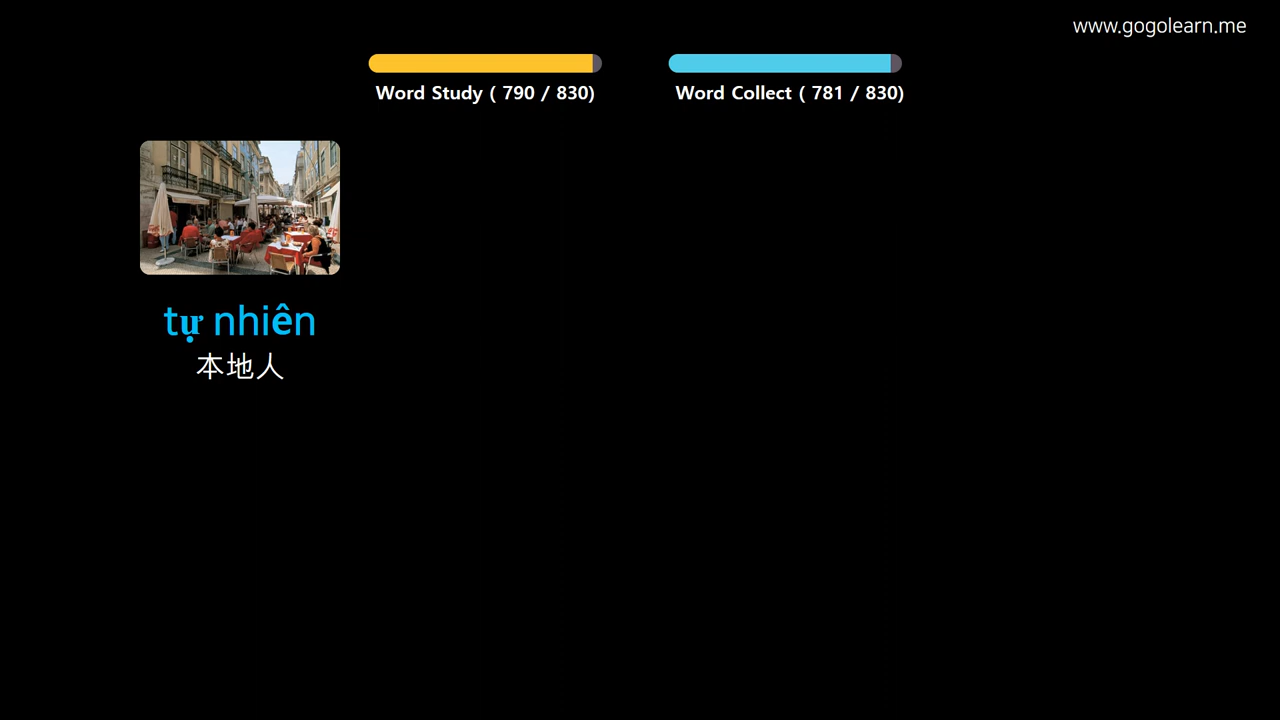 www.gogolearn.me
Word Study ( 790 / 830)
Word Collect ( 781 / 830)
tự nhiên
本地人